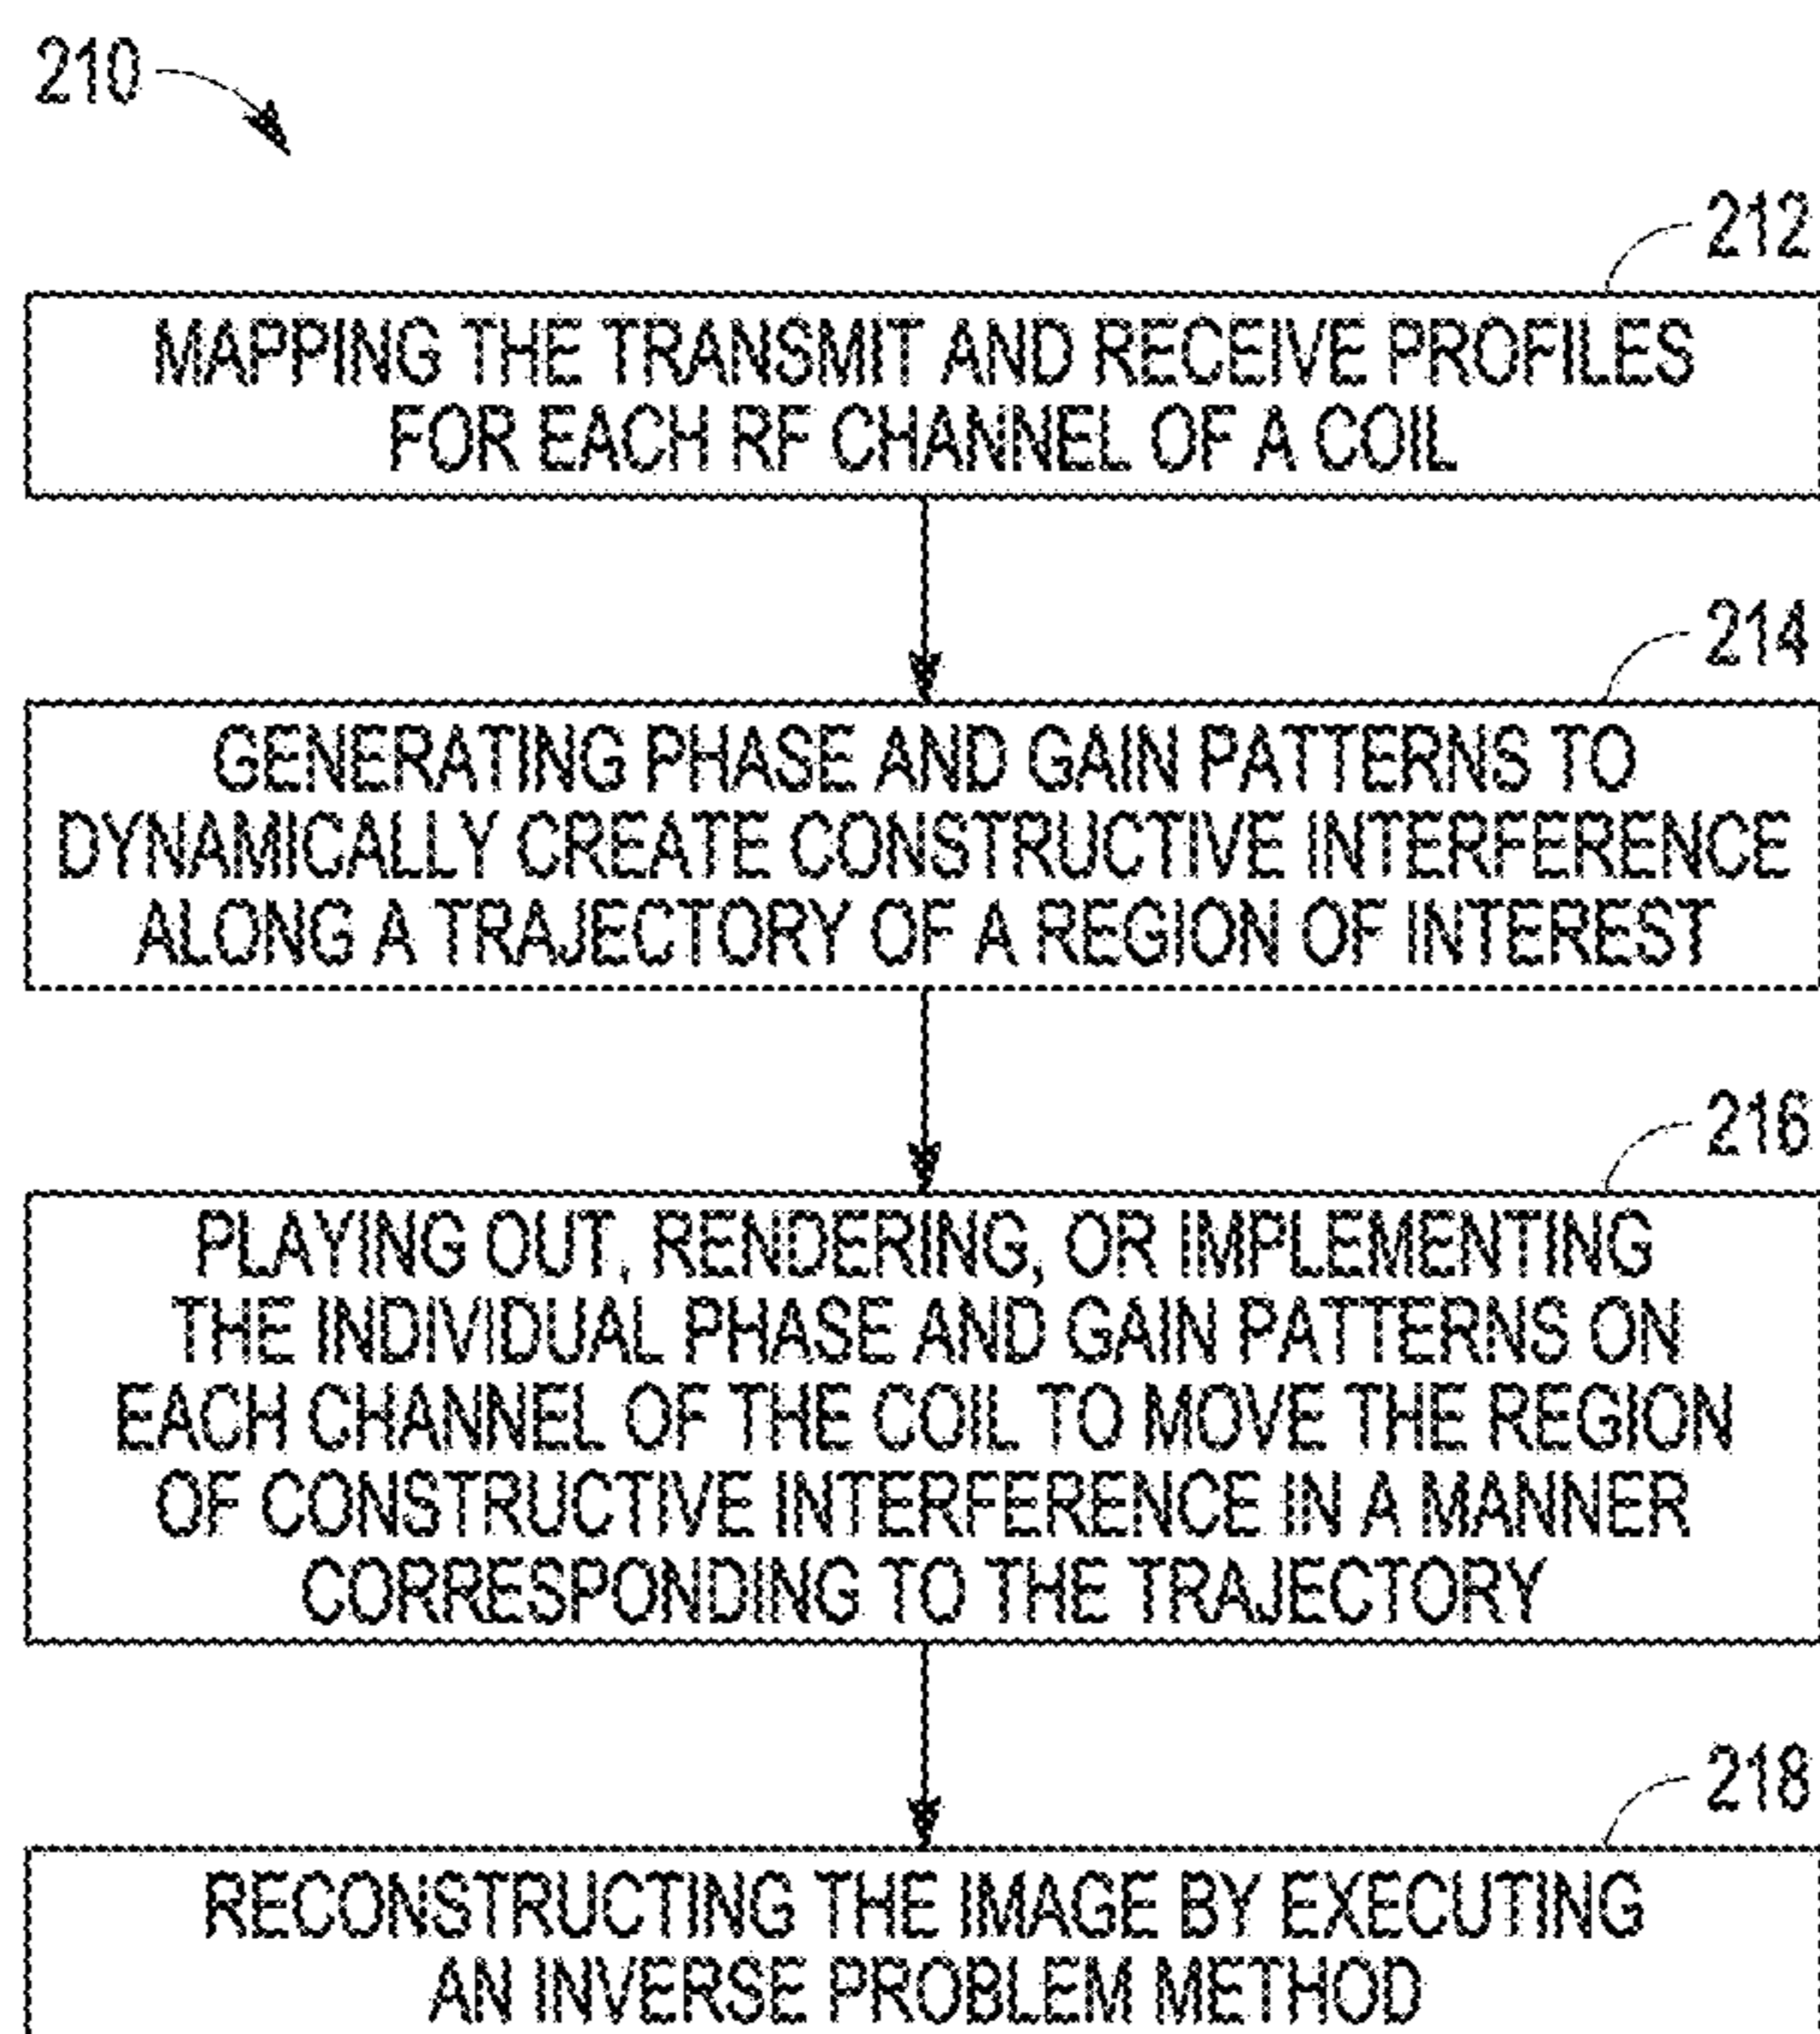 210
212
MAPPING THE TRANSMIT AND RECEIVE PROFILES
FOR EACH RF CHANNEL OF A COIL
214
GENERATING PHASE AND GAIN PATTERNS TO
DYNAMICALLY CREATE CONSTRUCTIVE INTERFERENCE
ALONG A TRAJECTORY OF A REGION OF INTEREST
216
PLAYING OUT, RENDERING, OR IMPLEMENTING
THE INDIVIDUAL PHASE AND GAIN PATTERNS ON
EACH CHANNEL OF THE COIL TO MOVE THE REGION
OF CONSTRUCTIVE INTERFERENCE IN A MANNER
CORRESPONDING TO THE TRAJECTORY
218
RECONSTRUCTING THE IMAGE BY EXECUTING
AN INVERSE PROBLEM METHOD